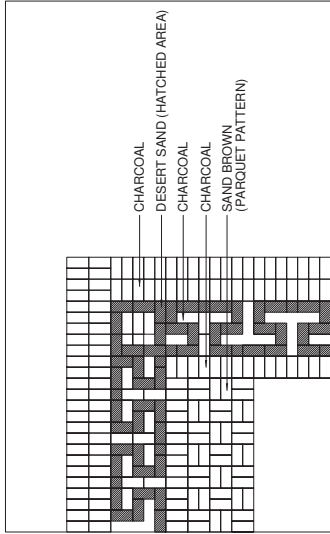 CHARCOAL
DESERT SAND (HATCHED AREA)
CHARCOAL
CHARCOAL
SAND BROWN
(PARQUET PATTERN)